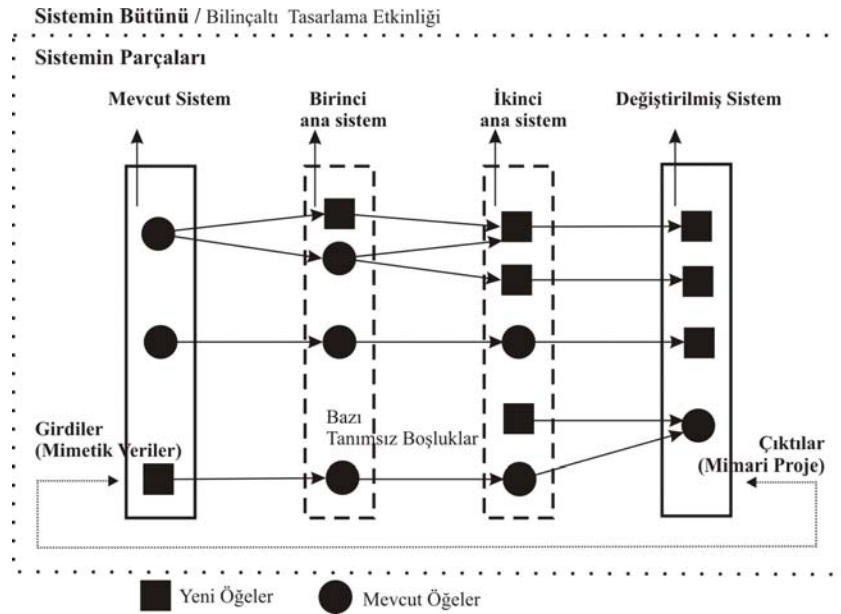 Sistemin Bütünü / Bilinçaltı Tasarlama Etkinliği
Sistemin Parçaları
Mevcut Sistem
Birinci
ana sistem
İkinci
ana sistem
Değiştirilmiş Sistem
Girdiler
(Mimetik Veriler)
Bazı
Tanımsız Boşluklar
Çıktılar
(Mimari Proje)
Yeni Öğeler
Mevcut Öğeler